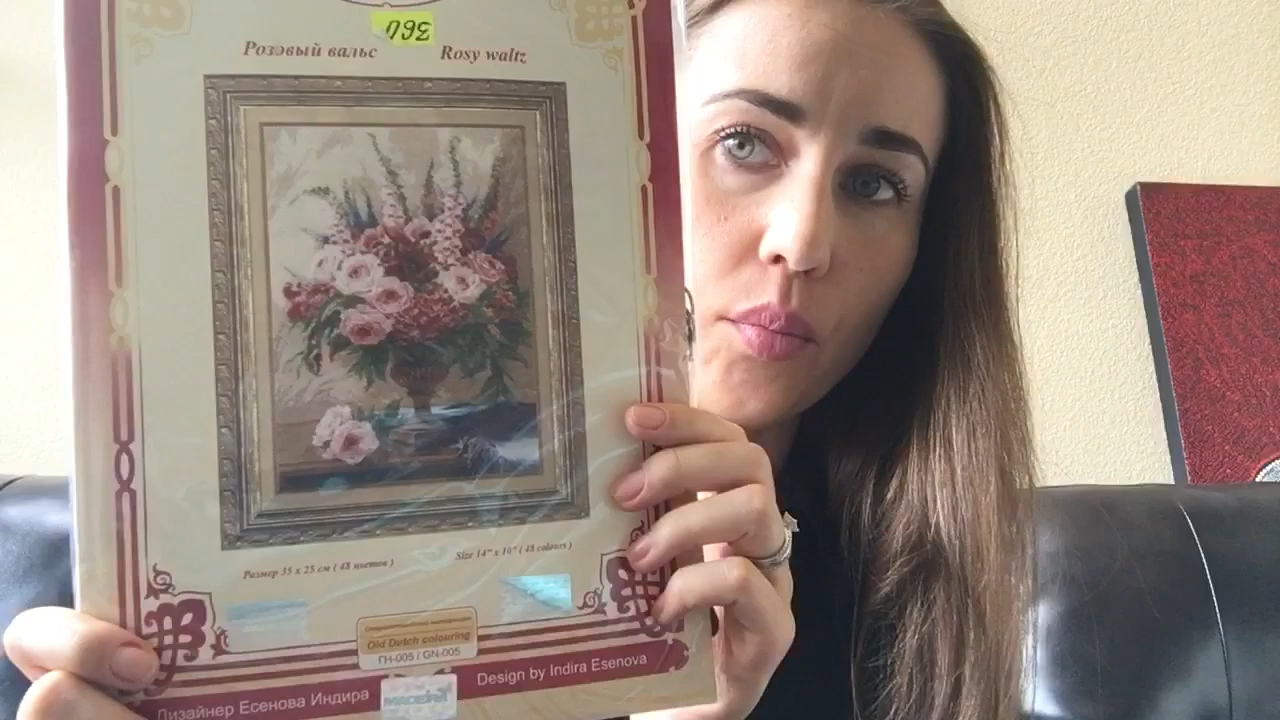 Розовый вальс Rosy waltz
Размер 35 x 25 см ( 48 цветов )
Size 14" x 10" ( 48 colours )
Old Dutch colouring
ГН-005 / GN-005
Дизайнер Есенова Индира
Design by Indira Esenova